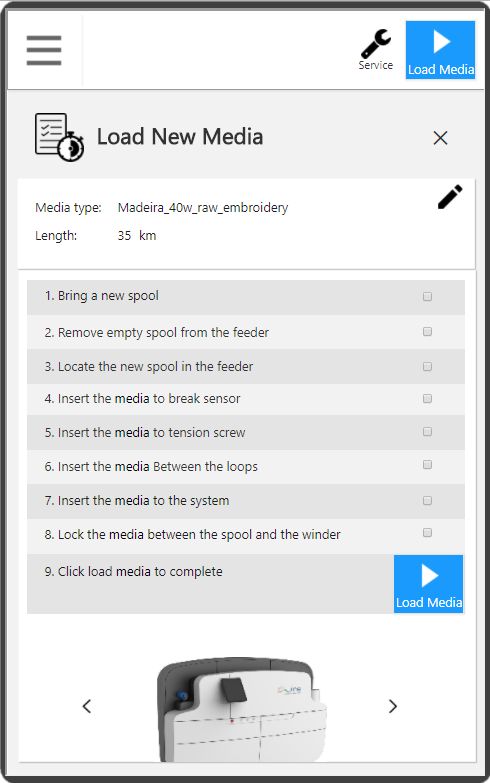 Service
Load Media
Load New Media
Media type: Madeira_40w_raw_embroidery
Length: 35 km
1. Bring a new spool
2. Remove empty spool from the feeder
3. Locate the new spool in the feeder
4. Insert the media to break sensor
5. Insert the media to tension screw
6. Insert the media Between the loops
7. Insert the media to the system
8. Lock the media between the spool and the winder
9. Click load media to complete
Load Media